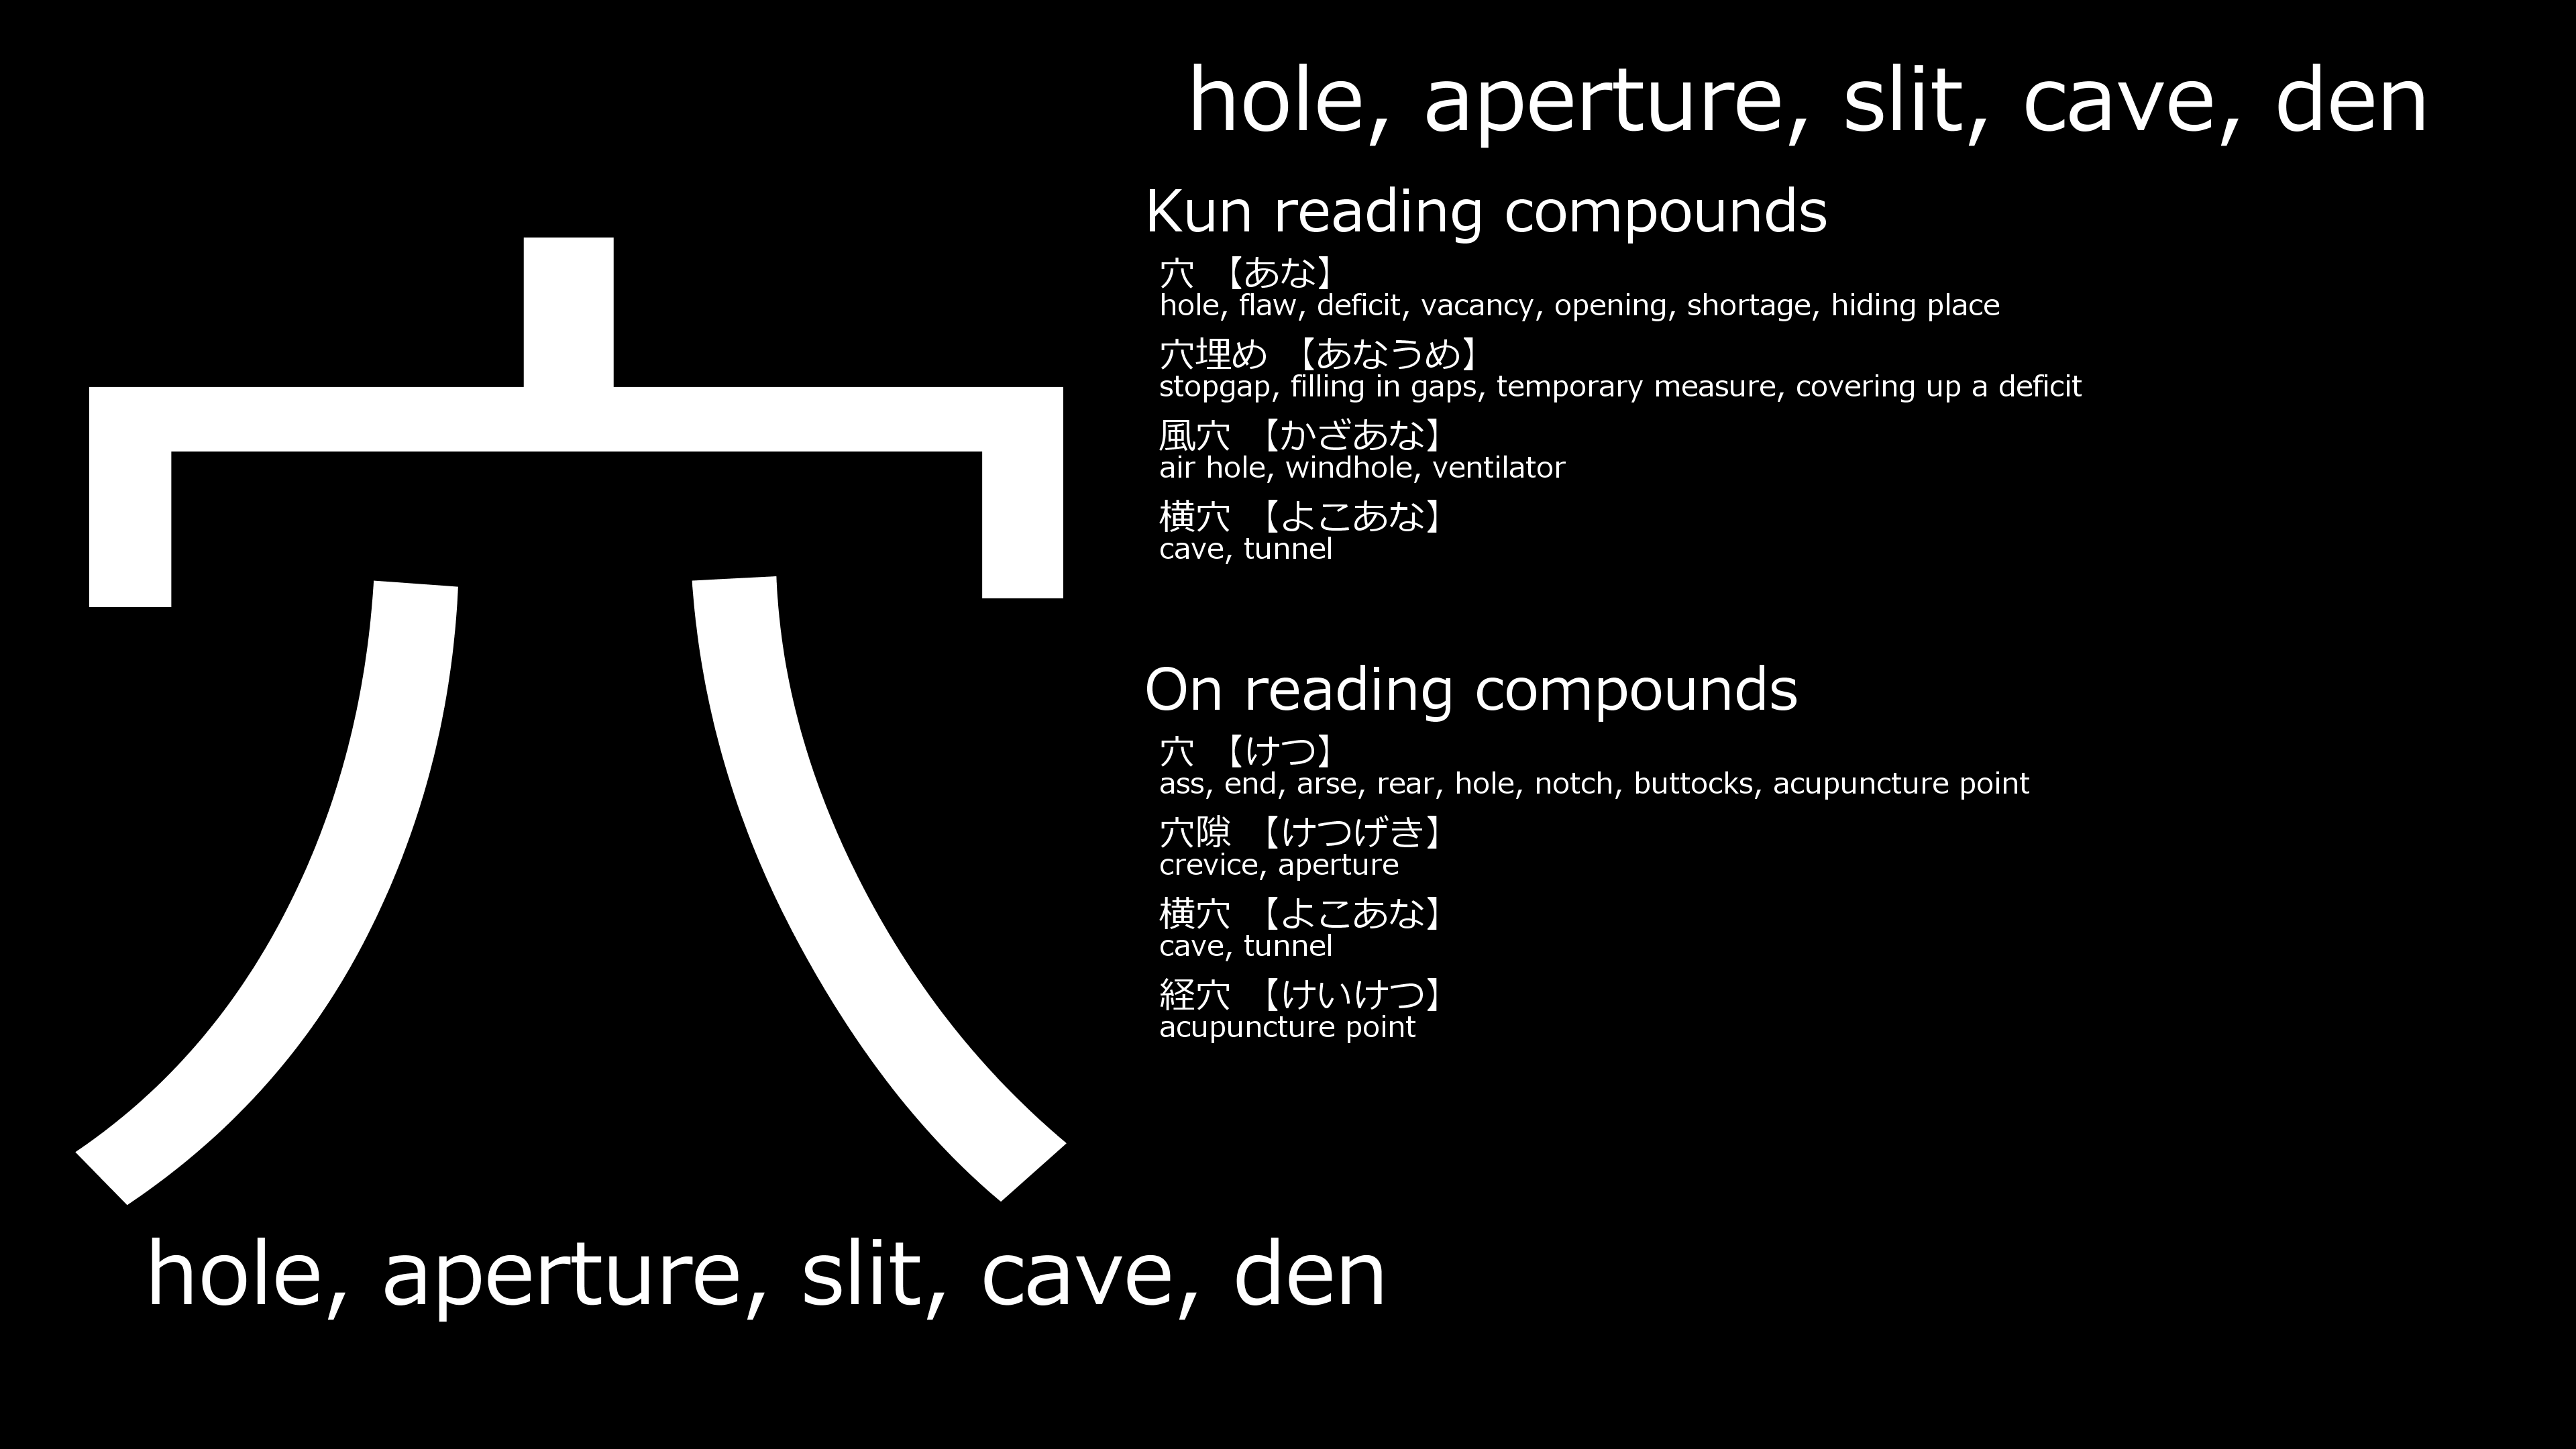 穴
hole, aperture, slit, cave, den
hole, aperture, slit, cave, den
Kun reading compounds
穴 【あな】
hole, flaw, deficit, vacancy, opening, shortage, hiding place
穴埋め 【あなうめ】
stopgap, filling in gaps, temporary measure, covering up a deficit
風穴 【かざあな】
air hole, windhole, ventilator
横穴 【よこあな】
cave, tunnel
On reading compounds
穴 【けつ】
ass, end, arse, rear, hole, notch, buttocks, acupuncture point
穴隙 【けつげき】
crevice, aperture
横穴 【よこあな】
cave, tunnel
経穴 【けいけつ】
acupuncture point